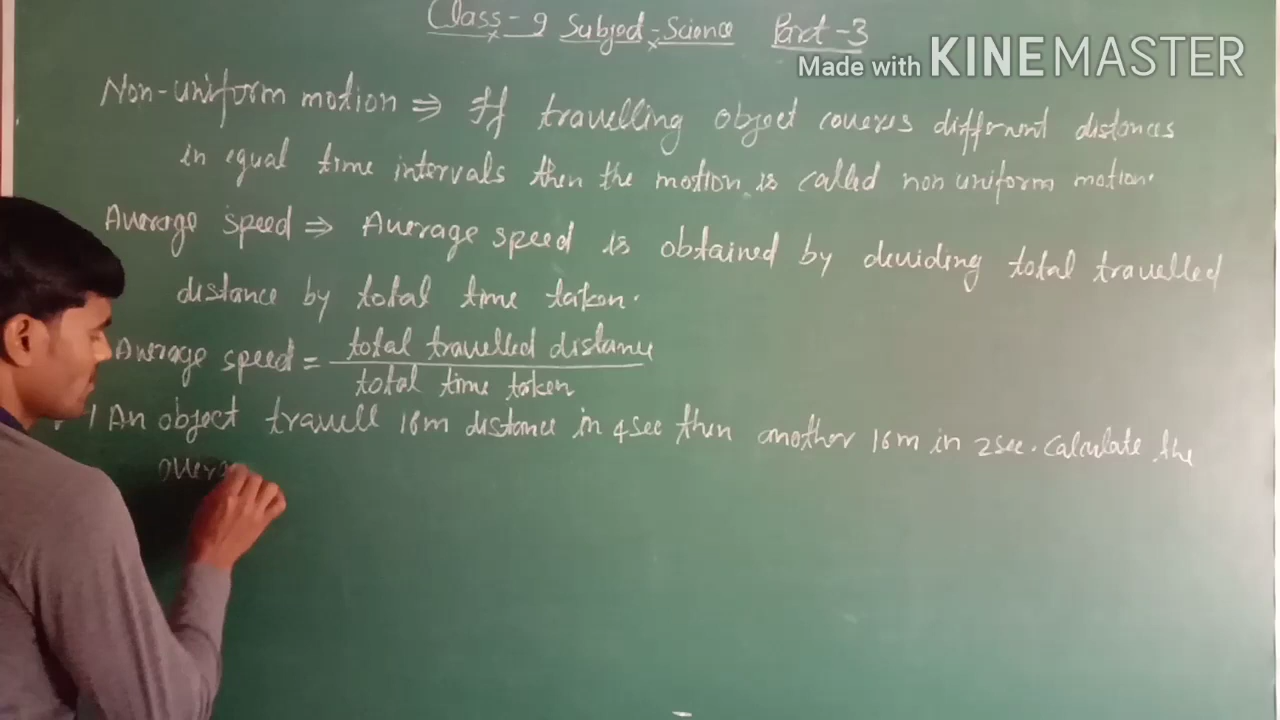 Class-9 Subject-Science Part-3
Made with KINEMASTER
Non-uniform motion ⇒ If travelling object coveres different distances
in equal time intervals then the motion is called non uniform motion.
Average speed ⇒ Average speed is obtained by deviding total travelled
distance by total time taken.
Average speed = total travelled distance
total time taken
1 An object travell 16m distance in 4sec then another 16m in 2sec. Calculate the
aver